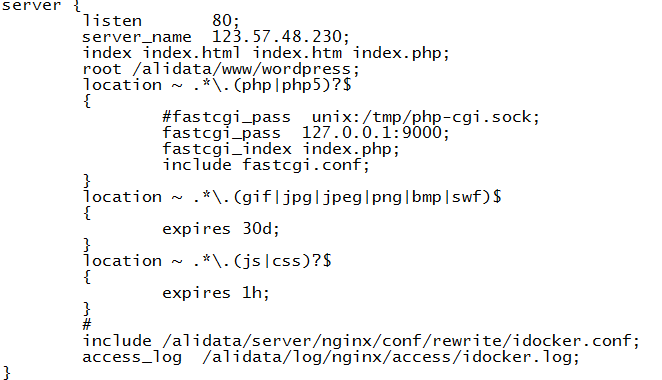 server {
        listen       80;
        server_name  123.57.48.230;
        index index.html index.htm index.php;
        root /alidata/www/wordpress;
        location ~ .*\.(php|php5)?$
        {
                #fastcgi_pass  unix:/tmp/php-cgi.sock;
                fastcgi_pass  127.0.0.1:9000;
                fastcgi_index index.php;
                include fastcgi.conf;
        }
        location ~ .*\.(gif|jpg|jpeg|png|bmp|swf)$
        {
                expires 30d;
        }
        location ~ .*\.(js|css)?$
        {
                expires 1h;
        }
        #
        include /alidata/server/nginx/conf/rewrite/idocker.conf;
        access_log  /alidata/log/nginx/access/idocker.log;
}